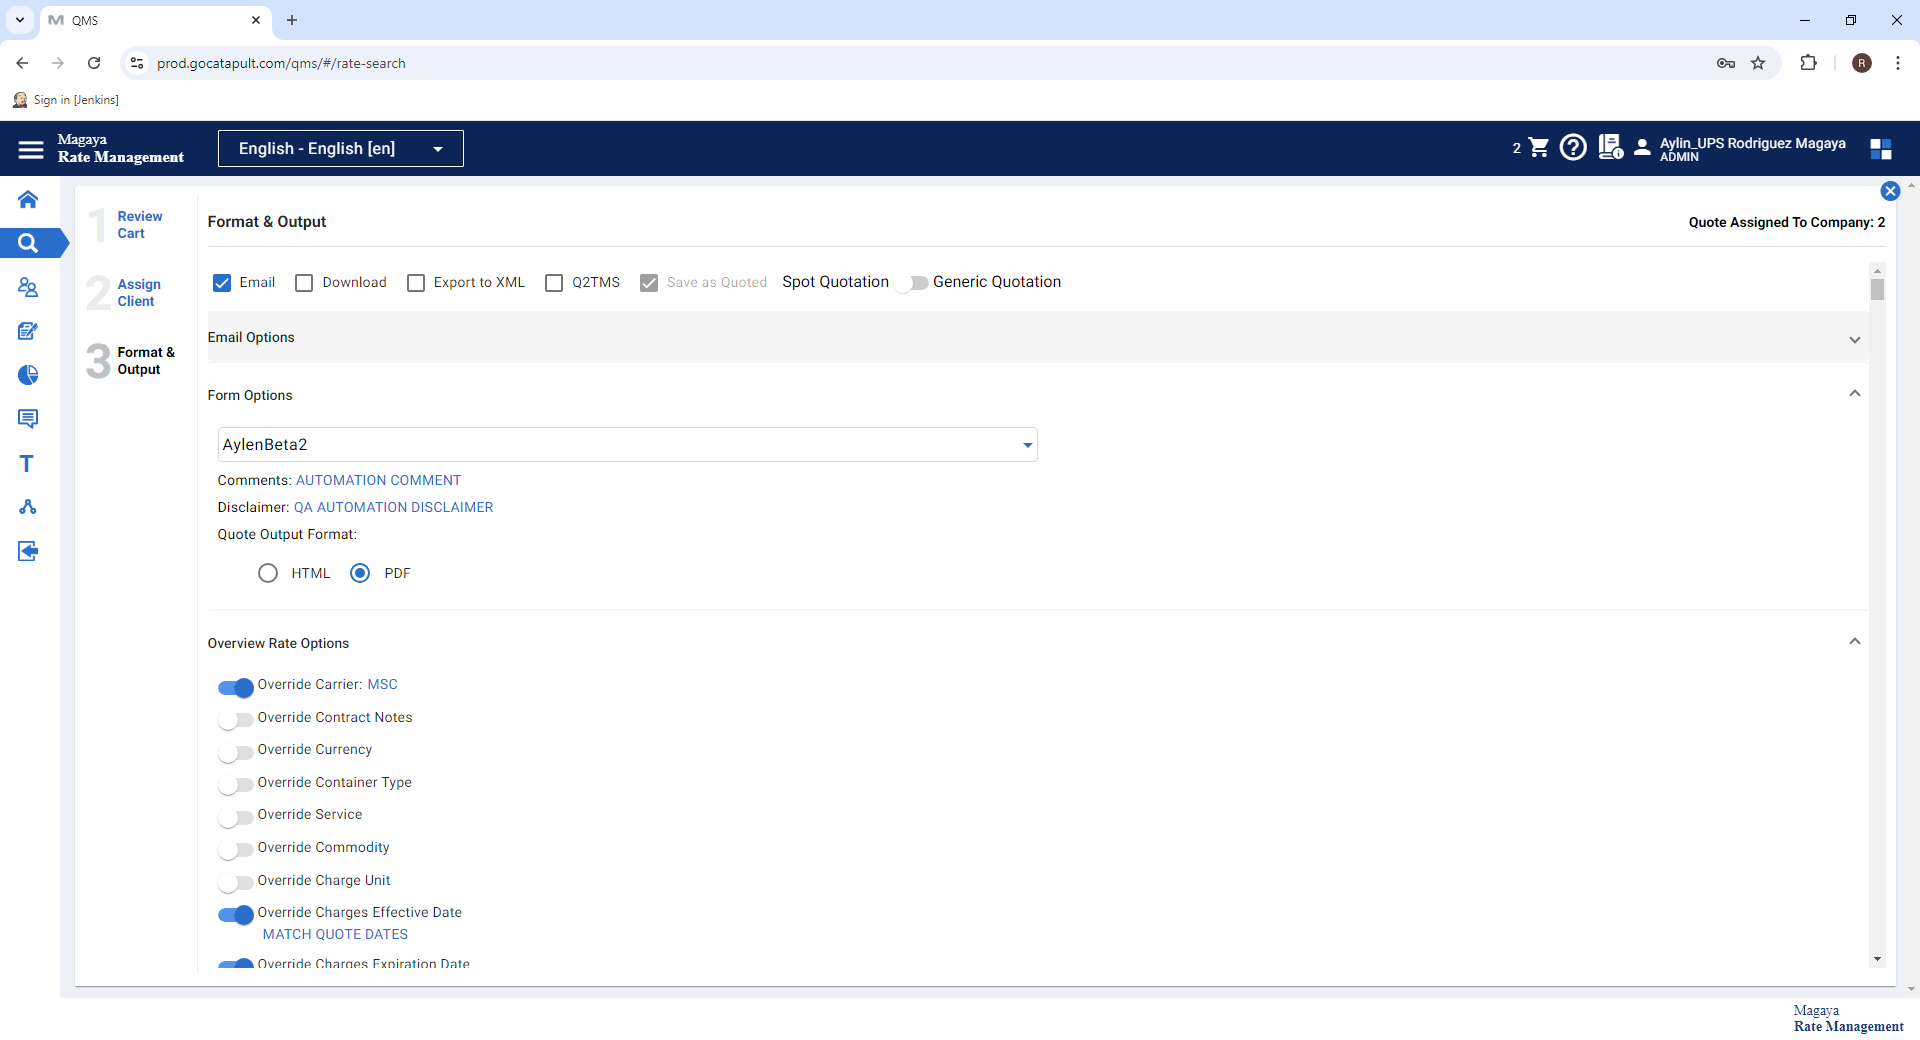 QMS
prod.gocatapult.com/qms/#/rate-search
R
Sign in [Jenkins]
Magaya
Rate Management
English - English [en]
2
Aylin_UPS Rodriguez Magaya
ADMIN
1 Review
Cart
2 Assign
Client
3 Format &
Output
Format & Output
Quote Assigned To Company: 2
Email
Download
Export to XML
Q2TMS
Save as Quoted
Spot Quotation
Generic Quotation
Email Options
Form Options
AylenBeta2
Comments: AUTOMATION COMMENT
Disclaimer: QA AUTOMATION DISCLAIMER
Quote Output Format:
HTML
PDF
Overview Rate Options
Override Carrier: MSC
Override Contract Notes
Override Currency
Override Container Type
Override Service
Override Commodity
Override Charge Unit
Override Charges Effective Date
MATCH QUOTE DATES
Override Charges Expiration Date
T
Magaya
Rate Management